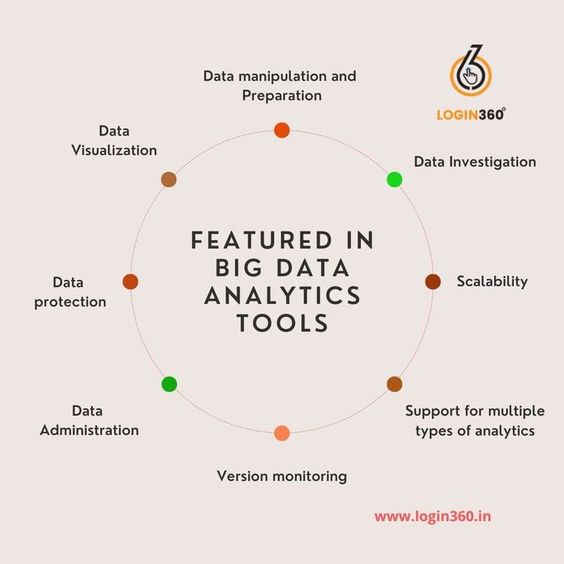 LOGIN360°
Data manipulation and
Preparation
Data Investigation
Scalability
Support for multiple
types of analytics
Version monitoring
Data
Administration
Data
protection
Data
Visualization
FEATURED IN
BIG DATA
ANALYTICS
TOOLS
www.login360.in